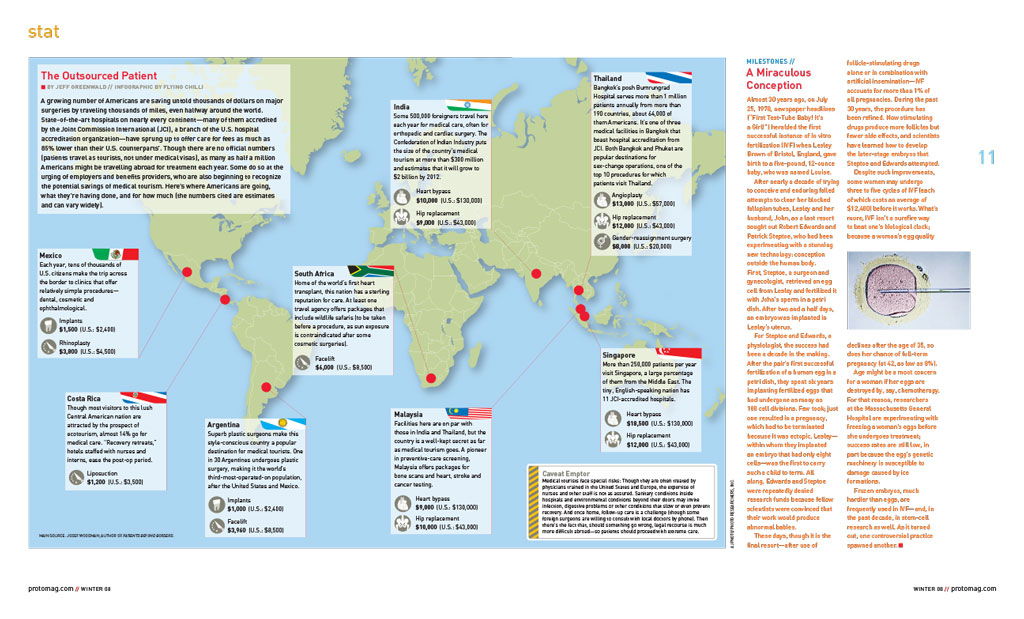 stat
The Outsourced Patient
BY JEFF GREENWALD // INFOGRAPHIC BY FLYING CHILLI
A growing number of Americans are saving untold thousands of dollars on major
surgeries by traveling thousands of miles, even halfway around the world.
State-of-the-art hospitals on nearly every continent—many of them accredited
by the Joint Commission International (JCI), a branch of the U.S. hospital
accreditation organization—have sprung up to offer care for fees as much as
85% lower than their U.S. counterparts'. Though there are no official numbers
(patients travel as tourists, not under medical visas), as many as half a million
Americans might be travelling abroad for treatment each year. Some do so at the
urging of employers and benefits providers, who are also beginning to recognize
the potential savings of medical tourism. Here's where Americans are going,
what they're having done, and for how much (the numbers cited are estimates
and can vary widely).
India
Some 500,000 foreigners travel here
each year for medical care, often for
orthopedic and cardiac surgery. The
Confederation of Indian Industry puts
the size of the country's medical
tourism at more than $300 million
and estimates that it will grow to
$2 billion by 2012.
Heart bypass
$10,000 (U.S.: $130,000)
Hip replacement
$9,000 (U.S.: $43,000)
Thailand
Bangkok's posh Bumrungrad
Hospital serves more than 1 million
patients annually from more than
190 countries, about 64,000 of
them Americans. It's one of three
medical facilities in Bangkok that
boast hospital accreditation from
JCI. Both Bangkok and Phuket are
popular destinations for
sex-change operations, one of the
top 10 procedures for which
patients visit Thailand.
Angioplasty
$13,000 (U.S.: $57,000)
Hip replacement
$12,000 (U.S.: $43,000)
Gender-reassignment surgery
$8,000 (U.S.: $20,000)
Mexico
Each year, tens of thousands of
U.S. citizens make the trip across
the border to clinics that offer
relatively simple procedures—
dental, cosmetic and
ophthalmological.
Implants
$1,500 (U.S.: $2,400)
Rhinoplasty
$3,800 (U.S.: $4,500)
South Africa
Home of the world's first heart
transplant, this nation has a sterling
reputation for care. At least one
travel agency offers packages that
include wildlife safaris (to be taken
before a procedure, as sun exposure
is contraindicated after some
cosmetic surgeries).
Facelift
$4,000 (U.S.: $8,500)
Singapore
More than 250,000 patients per year
visit Singapore, a large percentage
of them from the Middle East. The
tiny, English-speaking nation has
11 JCI-accredited hospitals.
Heart bypass
$18,500 (U.S.: $130,000)
Hip replacement
$12,000 (U.S.: $43,000)
Costa Rica
Though most visitors to this lush
Central American nation are
attracted by the prospect of
ecotourism, almost 14% go for
medical care. "Recovery retreats,"
hotels staffed with nurses and
interns, ease the post-op period.
Liposuction
$1,200 (U.S.: $3,500)
Argentina
Superb plastic surgeons make this
style-conscious country a popular
destination for medical tourists. One
in 30 Argentines undergoes plastic
surgery, making it the world's
third-most-operated-on population,
after the United States and Mexico.
Implants
$1,000 (U.S.: $2,400)
Facelift
$3,960 (U.S.: $8,500)
Malaysia
Facilities here are on par with
those in India and Thailand, but the
country is a well-kept secret as far
as medical tourism goes. A pioneer
in preventive-care screening,
Malaysia offers packages for
bone scans and heart, stroke and
cancer testing.
Heart bypass
$9,000 (U.S.: $130,000)
Hip replacement
$10,000 (U.S.: $43,000)
Caveat Emptor
Medical tourists face special risks: Though they are often treated by
physicians trained in the United States and Europe, the expertise of
nurses and other staff is not as assured. Sanitary conditions inside
hospitals and environmental conditions beyond their doors may invite
infection, digestive problems or other conditions that slow or even prevent
recovery. And once home, follow-up care is a challenge (though some
foreign surgeons are willing to consult with local doctors by phone). Then
there's the fact that, should something go wrong, legal recourse is much
more difficult abroad—so patients should proceed with extreme care.
MAIN SOURCE: JOSEF WOODMAN, AUTHOR OF PATIENTS BEYOND BORDERS.
MILESTONES //
A Miraculous
Conception
Almost 30 years ago, on July
25, 1978, newspaper headlines
("First Test-Tube Baby! It's
a Girl!") heralded the first
successful instance of in vitro
fertilization (IVF) when Lesley
Brown of Bristol, England, gave
birth to a five-pound, 12-ounce
baby, who was named Louise.
After nearly a decade of trying
to conceive and enduring failed
attempts to clear her blocked
fallopian tubes, Lesley and her
husband, John, as a last resort
sought out Robert Edwards and
Patrick Steptoe, who had been
experimenting with a stunning
new technology: conception
outside the human body.
First, Steptoe, a surgeon and
gynecologist, retrieved an egg
cell from Lesley and fertilized it
with John's sperm in a petri
dish. After two and a half days,
an embryo was implanted in
Lesley's uterus.
For Steptoe and Edwards, a
physiologist, the success had
been a decade in the making.
After the pair's first successful
fertilization of a human egg in a
petri dish, they spent six years
implanting fertilized eggs that
had undergone as many as
100 cell divisions. Few took; just
one resulted in a pregnancy,
which had to be terminated
because it was ectopic. Lesley—
within whom they implanted
an embryo that had only eight
cells—was the first to carry
such a child to term. All
along, Edwards and Steptoe
were repeatedly denied
research funds because fellow
scientists were convinced that
their work would produce
abnormal babies.
These days, though it is the
final resort—after use of
follicle-stimulating drugs
alone or in combination with
artificial insemination—IVF
accounts for more than 1% of
all pregnancies. During the past
30 years, the procedure has
been refined. Now stimulating
drugs produce more follicles but
fewer side effects, and scientists
have learned how to develop
the later-stage embryos that
Steptoe and Edwards attempted.
Despite such improvements,
some women may undergo
three to five cycles of IVF (each
of which costs an average of
$12,400) before it works. What's
more, IVF isn't a surefire way
to beat one's biological clock;
because a woman's egg quality
declines after the age of 35, so
does her chance of full-term
pregnancy (at 42, as low as 8%).
Age might be a moot concern
for a woman if her eggs are
destroyed by, say, chemotherapy.
For that reason, researchers
at the Massachusetts General
Hospital are experimenting with
freezing a woman's eggs before
she undergoes treatment;
success rates are still low, in
part because the egg's genetic
machinery is susceptible to
damage caused by ice
formations.
Frozen embryos, much
hardier than eggs, are
frequently used in IVF—and, in
the past decade, in stem-cell
research as well. As it turned
out, one controversial practice
spawned another.
11
protomag.com // WINTER 08
WINTER 08 // protomag.com